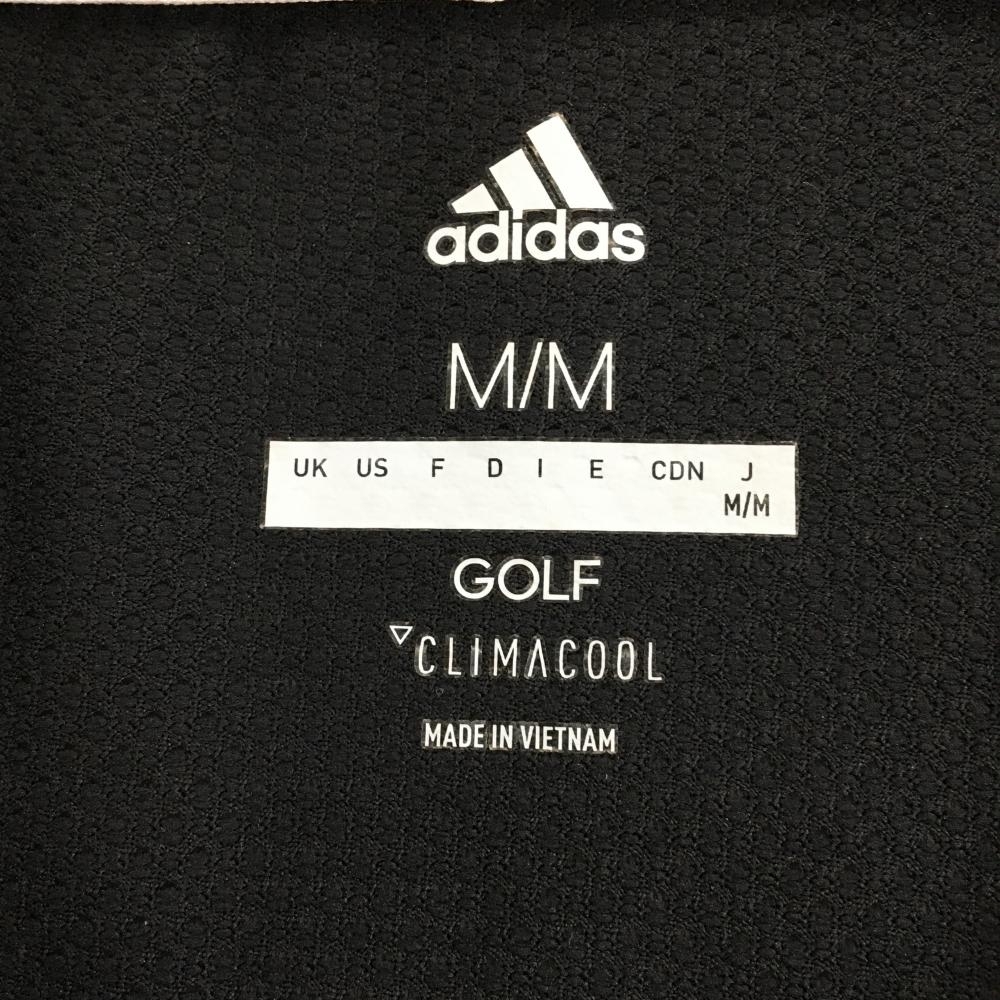 adidas
M/M
UK US F D I E CDN J
M/M
GOLF
CLIMACOOL
MADE IN VIETNAM